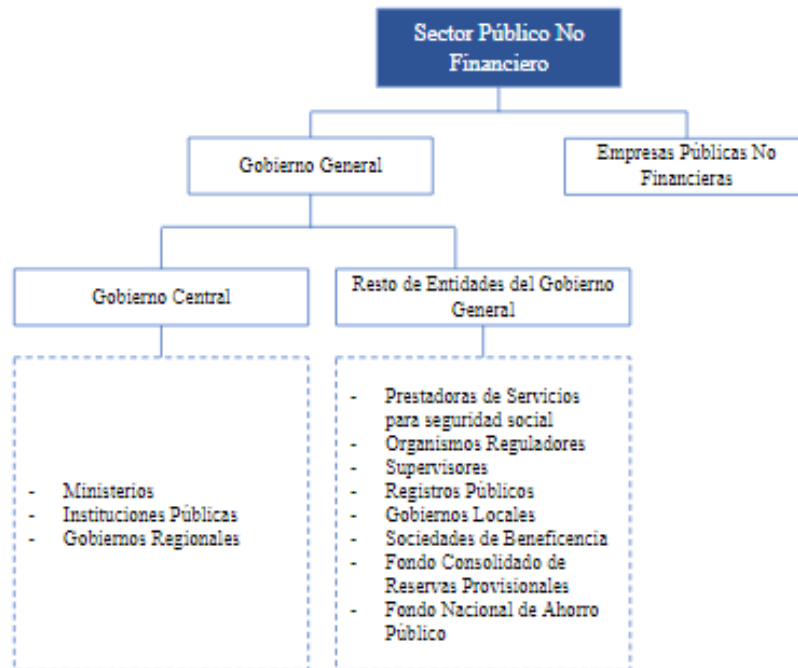 Sector Público No
Financiero
Gobierno General
Empresas Públicas No
Financieras
Gobierno Central
Resto de Entidades del Gobierno
General
- Ministerios
- Instituciones Públicas
- Gobiernos Regionales
- Prestadoras de Servicios
para seguridad social
- Organismos Reguladores
- Supervisores
- Registros Públicos
- Gobiernos Locales
- Sociedades de Beneficencia
- Fondo Consolidado de
Reservas Provisionales
- Fondo Nacional de Ahorro
Público